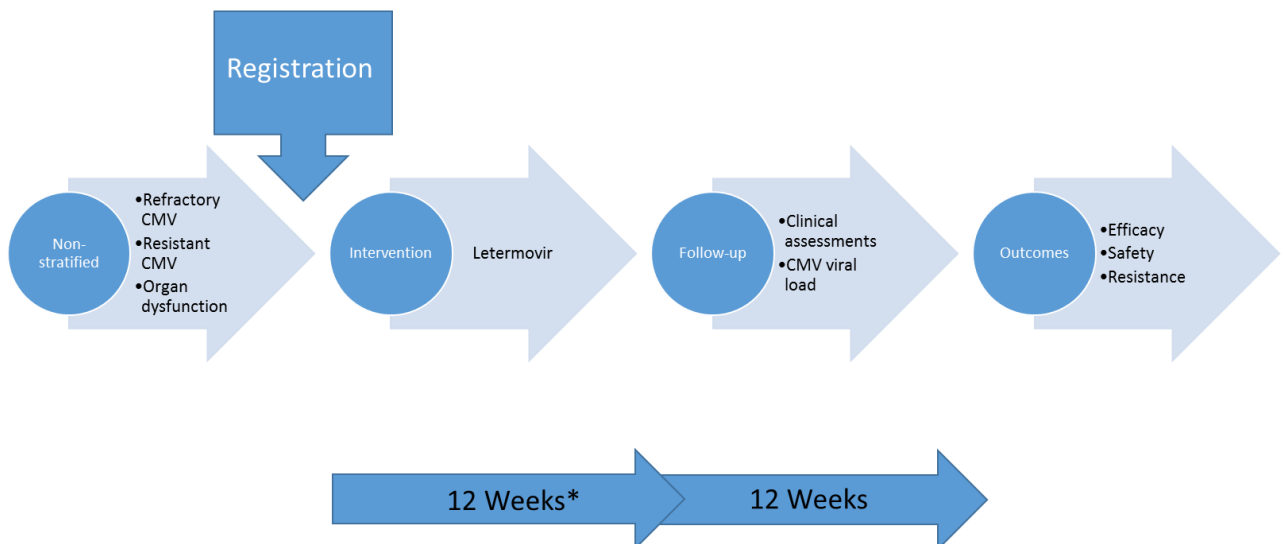 Registration
Non-
stratified
•Refractory
CMV
•Resistant
CMV
•Organ
dysfunction
Intervention
Letermovir
Follow-up
•Clinical
assessments
•CMV viral
load
Outcomes
•Efficacy
•Safety
•Resistance
12 Weeks*
12 Weeks